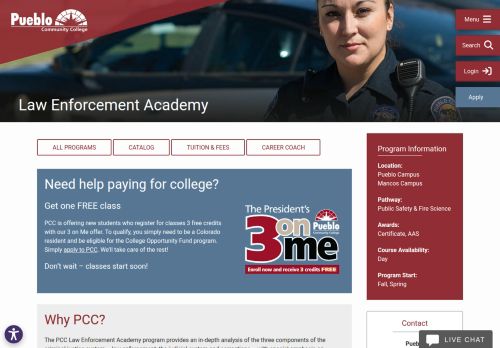 Pueblo
Community College
Menu
Search
Login
Apply
Law Enforcement Academy
ALL PROGRAMS
CATALOG
TUITION & FEES
CAREER COACH
Need help paying for college?
Get one FREE class
PCC is offering new students who register for classes 3 free credits
with our 3 on Me offer. To qualify, you simply need to be a Colorado
resident and be eligible for the College Opportunity Fund program.
Simply apply to PCC. We'll take care of the rest!
Don't wait – classes start soon!
The President's
3 on me
Pueblo
Community College
Enroll now and receive 3 credits FREE
Why PCC?
The PCC Law Enforcement Academy program provides an in-depth analysis of the three components of the
Program Information
Location:
Pueblo Campus
Mancos Campus
Pathway:
Public Safety & Fire Science
Awards:
Certificate, AAS
Course Availability:
Day
Program Start:
Fall, Spring
Contact
Pueb
LIVE CHAT